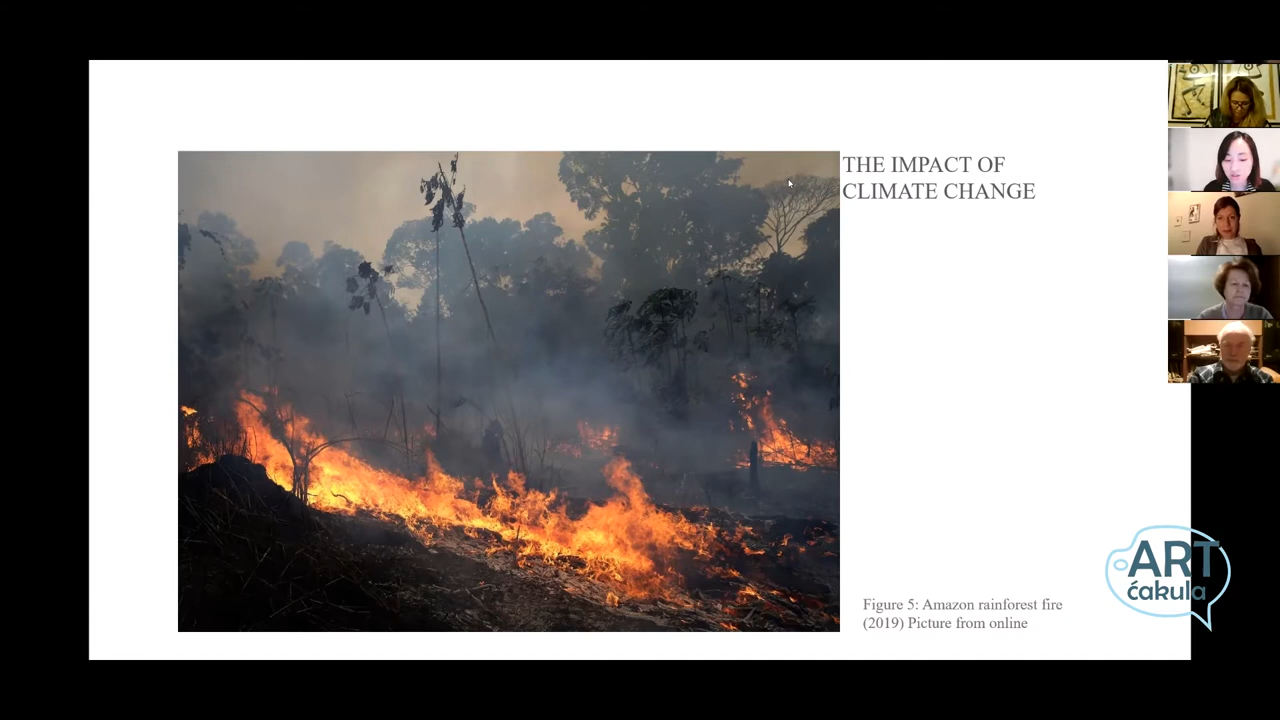 THE IMPACT OF
CLIMATE CHANGE
Figure 5: Amazon rainforest fire
(2019) Picture from online
ART
ćakula